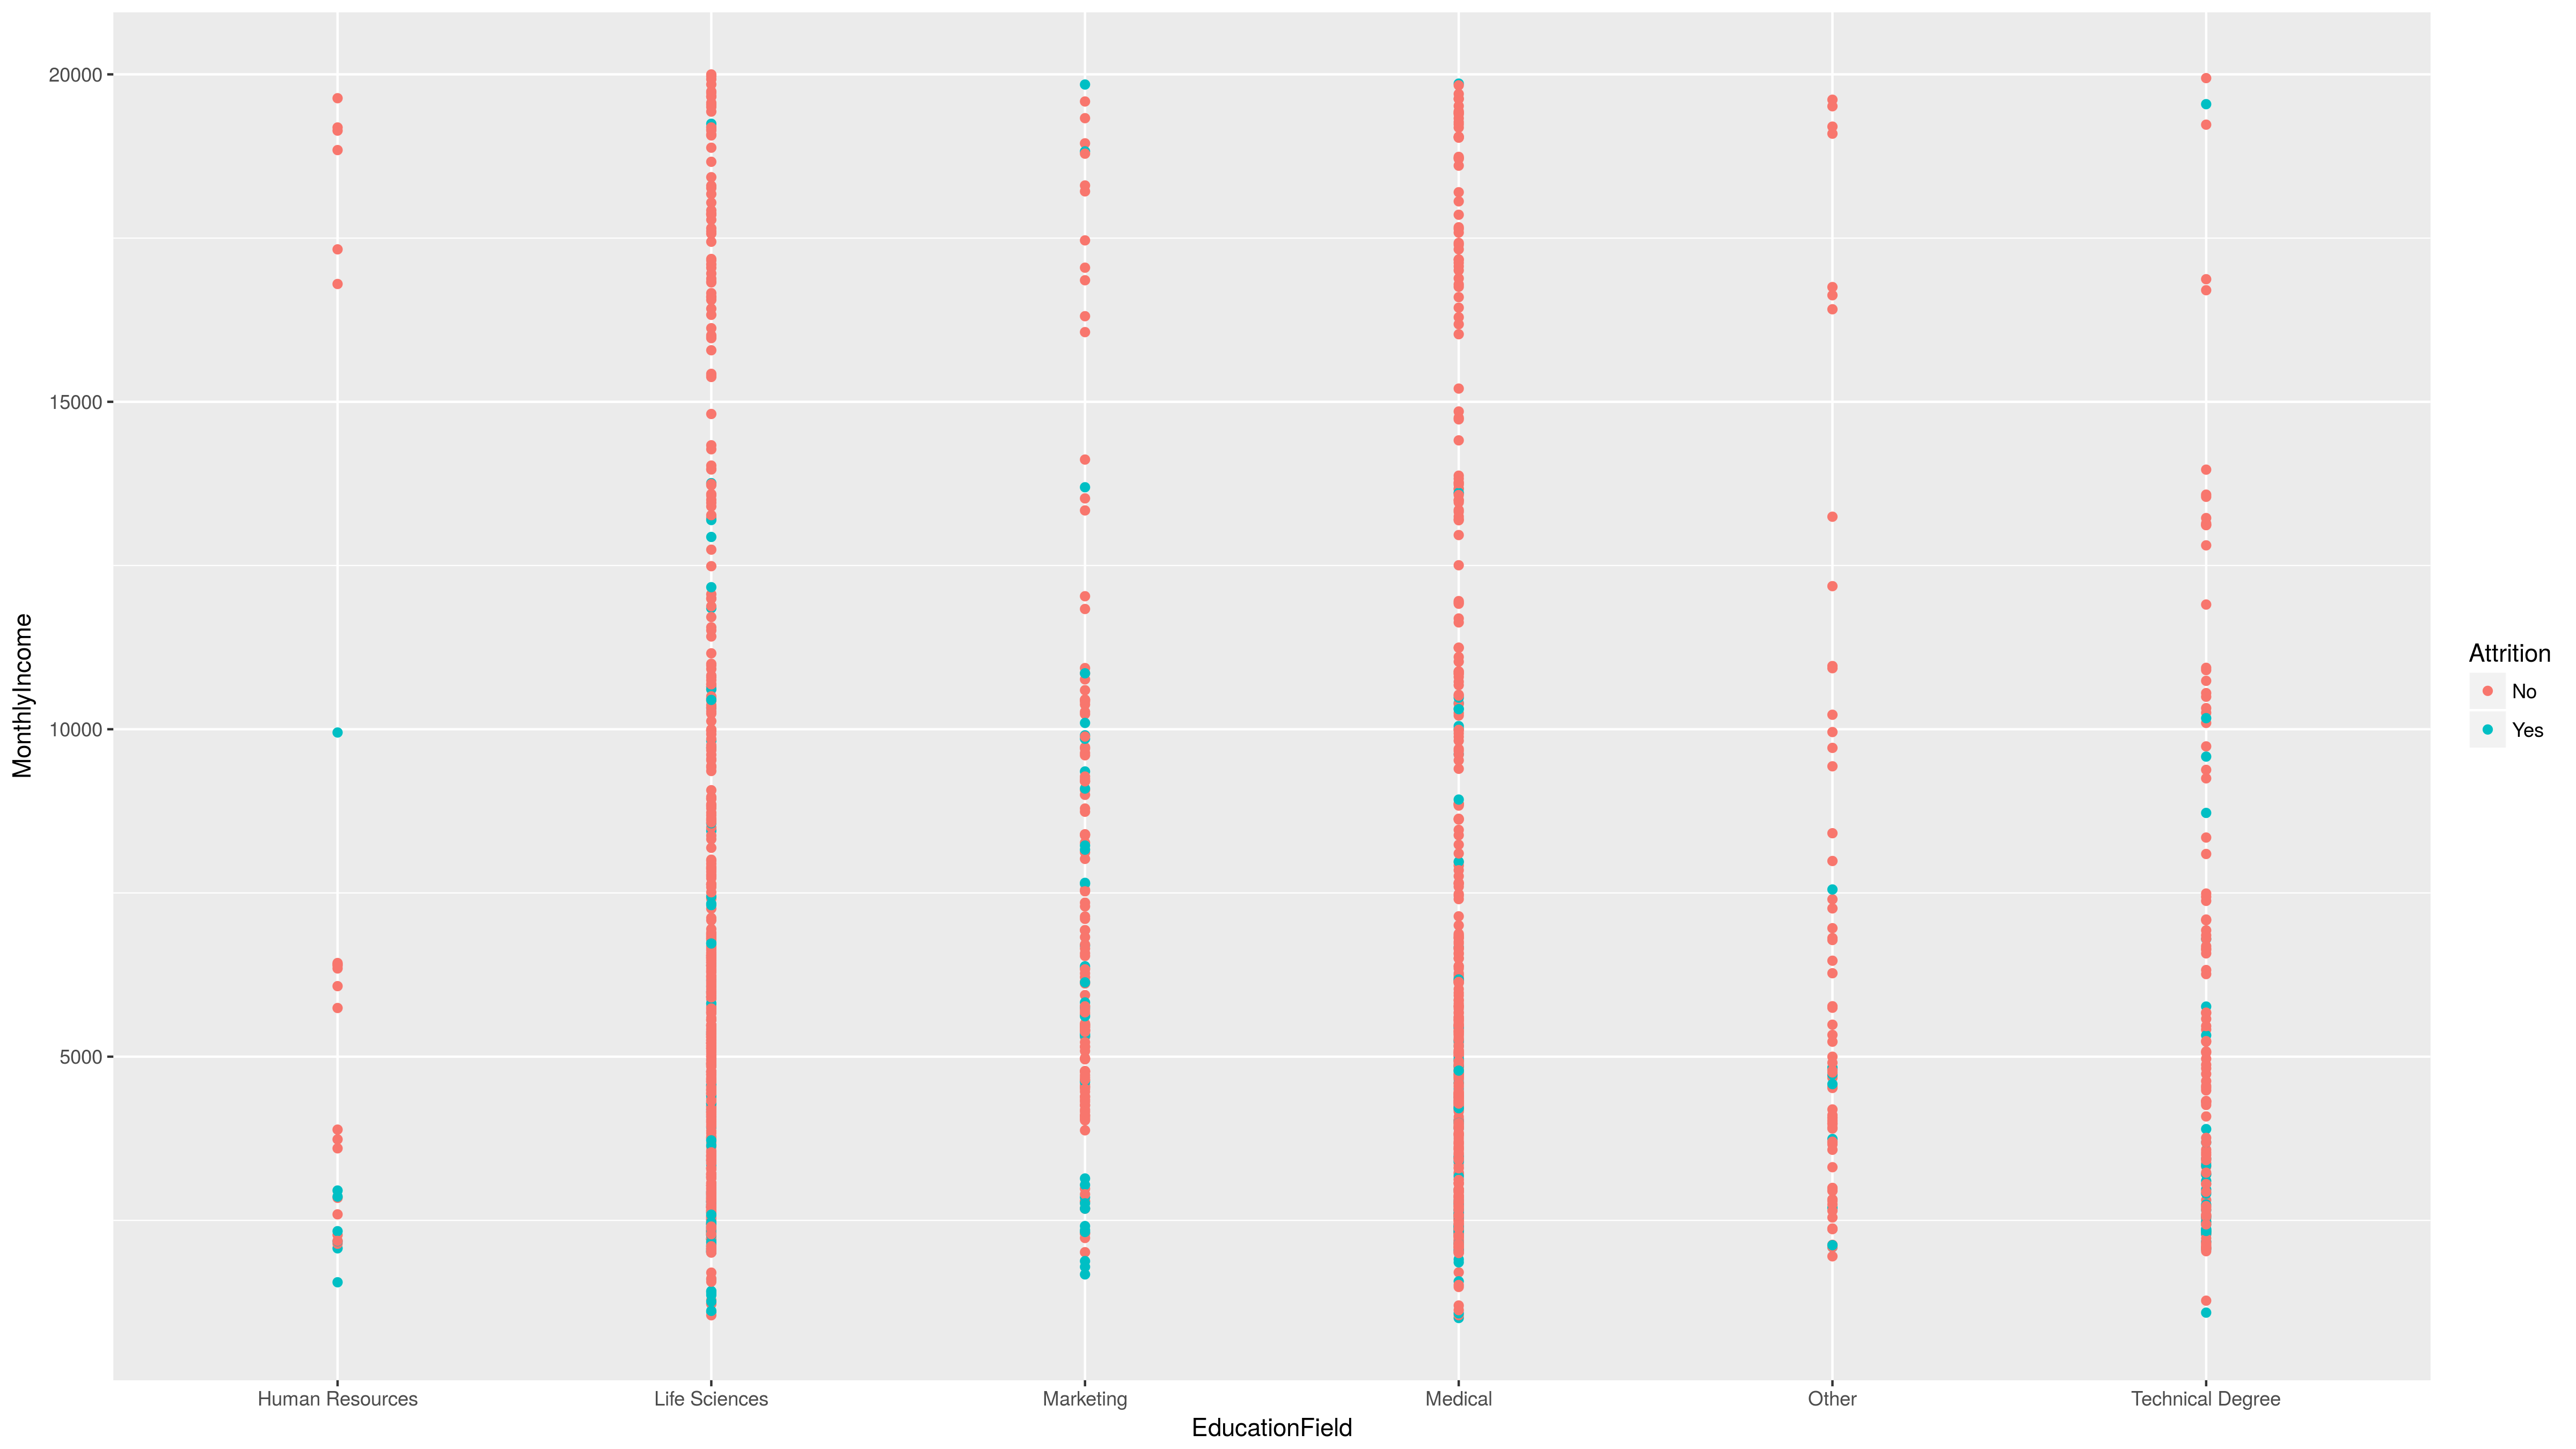 MonthlyIncome
20000
15000
10000
5000
Human Resources
Life Sciences
Marketing
Medical
Other
Technical Degree
EducationField
Attrition
No
Yes